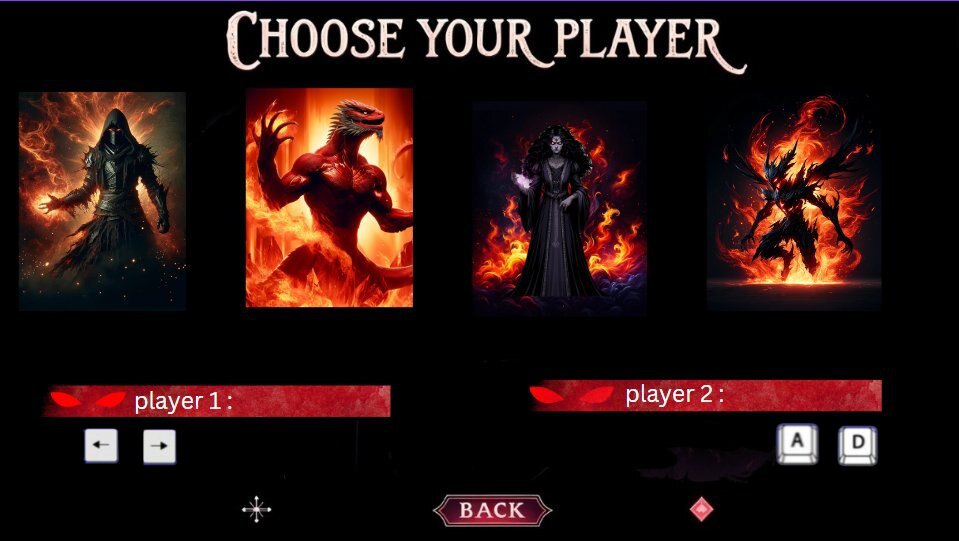 CHOOSE YOUR PLAYER
player 1 :
player 2 :
← →
A D
BACK